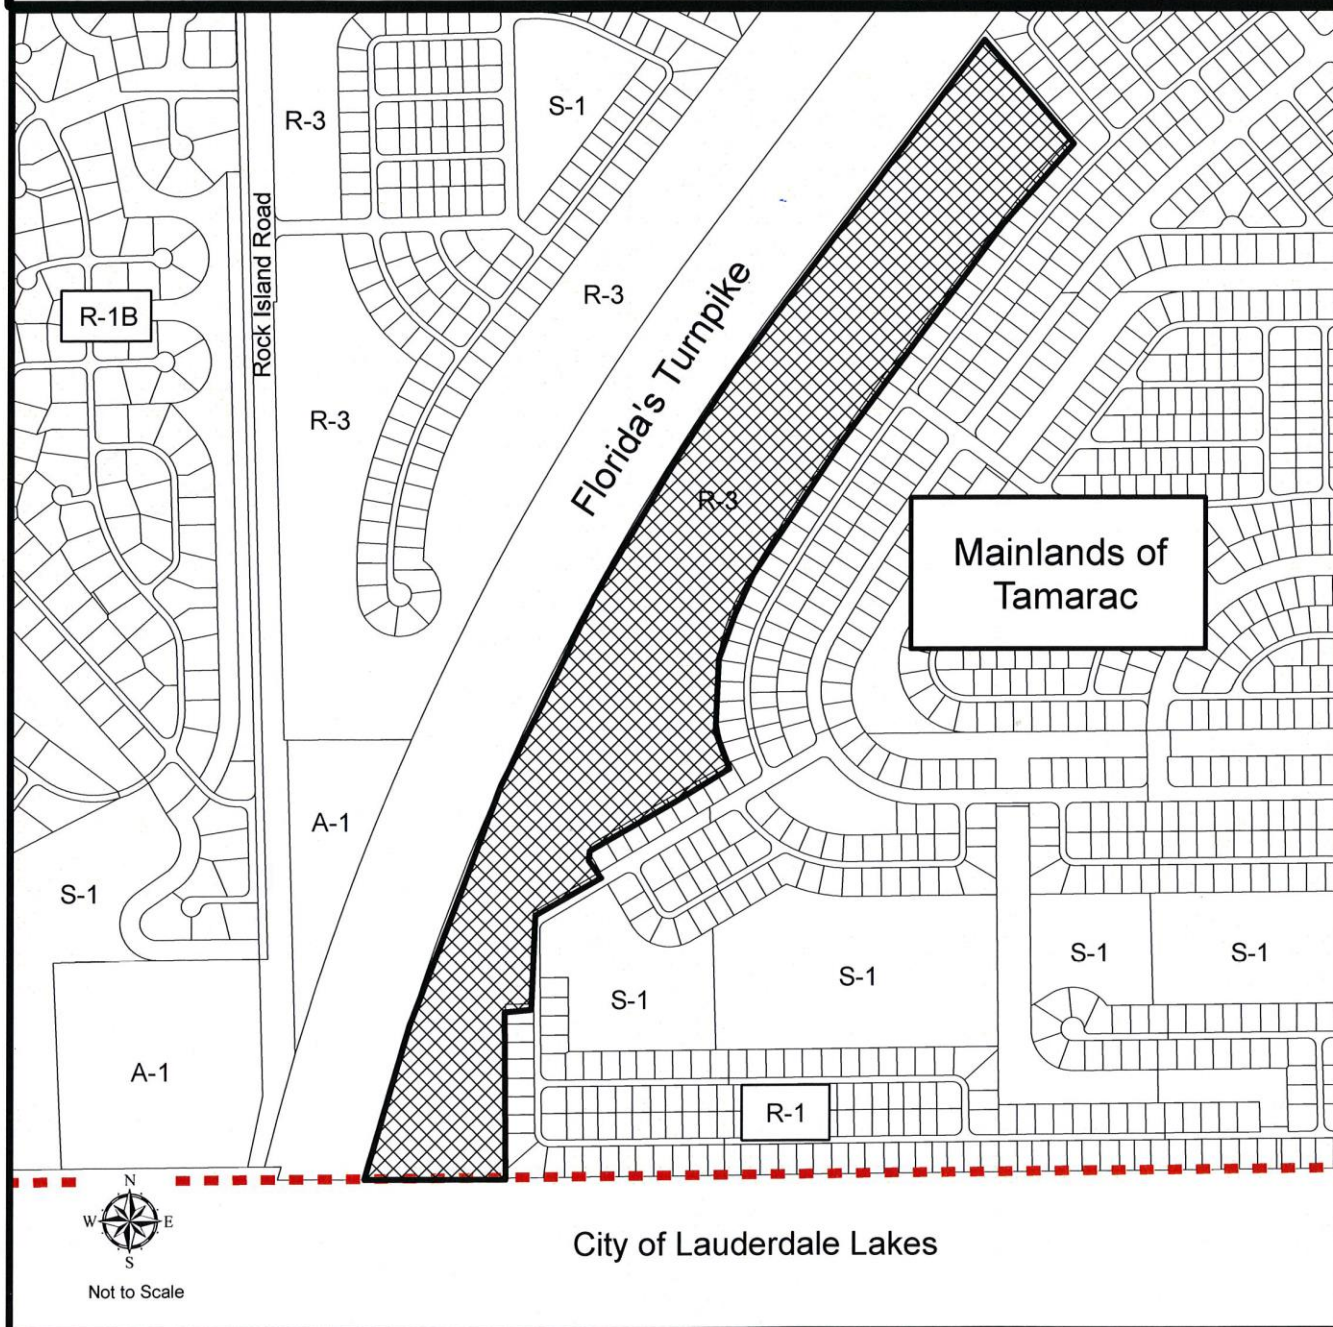 R-3
S-1
Rock Island Road
R-3
R-1B
Florida's Turnpike
R-3
R-3
Mainlands of
Tamarac
A-1
S-1
S-1
S-1
S-1
S-1
A-1
R-1
N
W
E
S
Not to Scale
City of Lauderdale Lakes